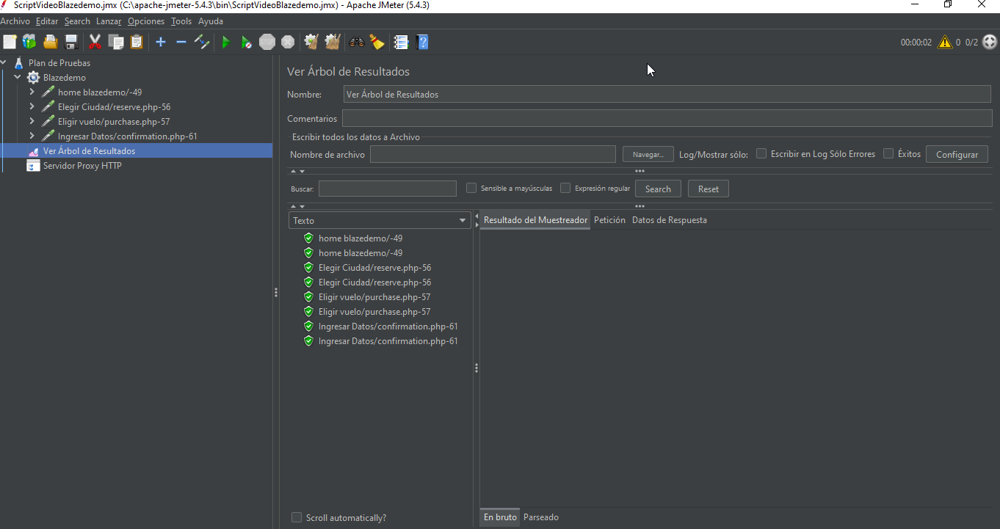 ScriptVideoBlazedemo.jmx (C:\apache-jmeter-5.4.3\bin\ScriptVideoBlazedemo.jmx) - Apache JMeter (5.4.3)
Archivo Editar Search Lanzar Opciones Tools Ayuda
00:00:02 0 0/2
Plan de Pruebas
Blazedemo
home blazedemo/-49
Elegir Ciudad/reserve.php-56
Eligir vuelo/purchase.php-57
Ingresar Datos/confirmation.php-61
Ver Árbol de Resultados
Servidor Proxy HTTP
Ver Árbol de Resultados
Nombre: Ver Árbol de Resultados
Comentarios
Escribir todos los datos a Archivo
Nombre de archivo Navegar... Log/Mostrar sólo: Escribir en Log Sólo Errores Éxitos Configurar
Buscar: Sensible a mayúsculas Expresión regular Search Reset
Texto
home blazedemo/-49
home blazedemo/-49
Elegir Ciudad/reserve.php-56
Elegir Ciudad/reserve.php-56
Eligir vuelo/purchase.php-57
Eligir vuelo/purchase.php-57
Ingresar Datos/confirmation.php-61
Ingresar Datos/confirmation.php-61
Scroll automatically?
Resultado del Muestreador Petición Datos de Respuesta
En bruto Parseado